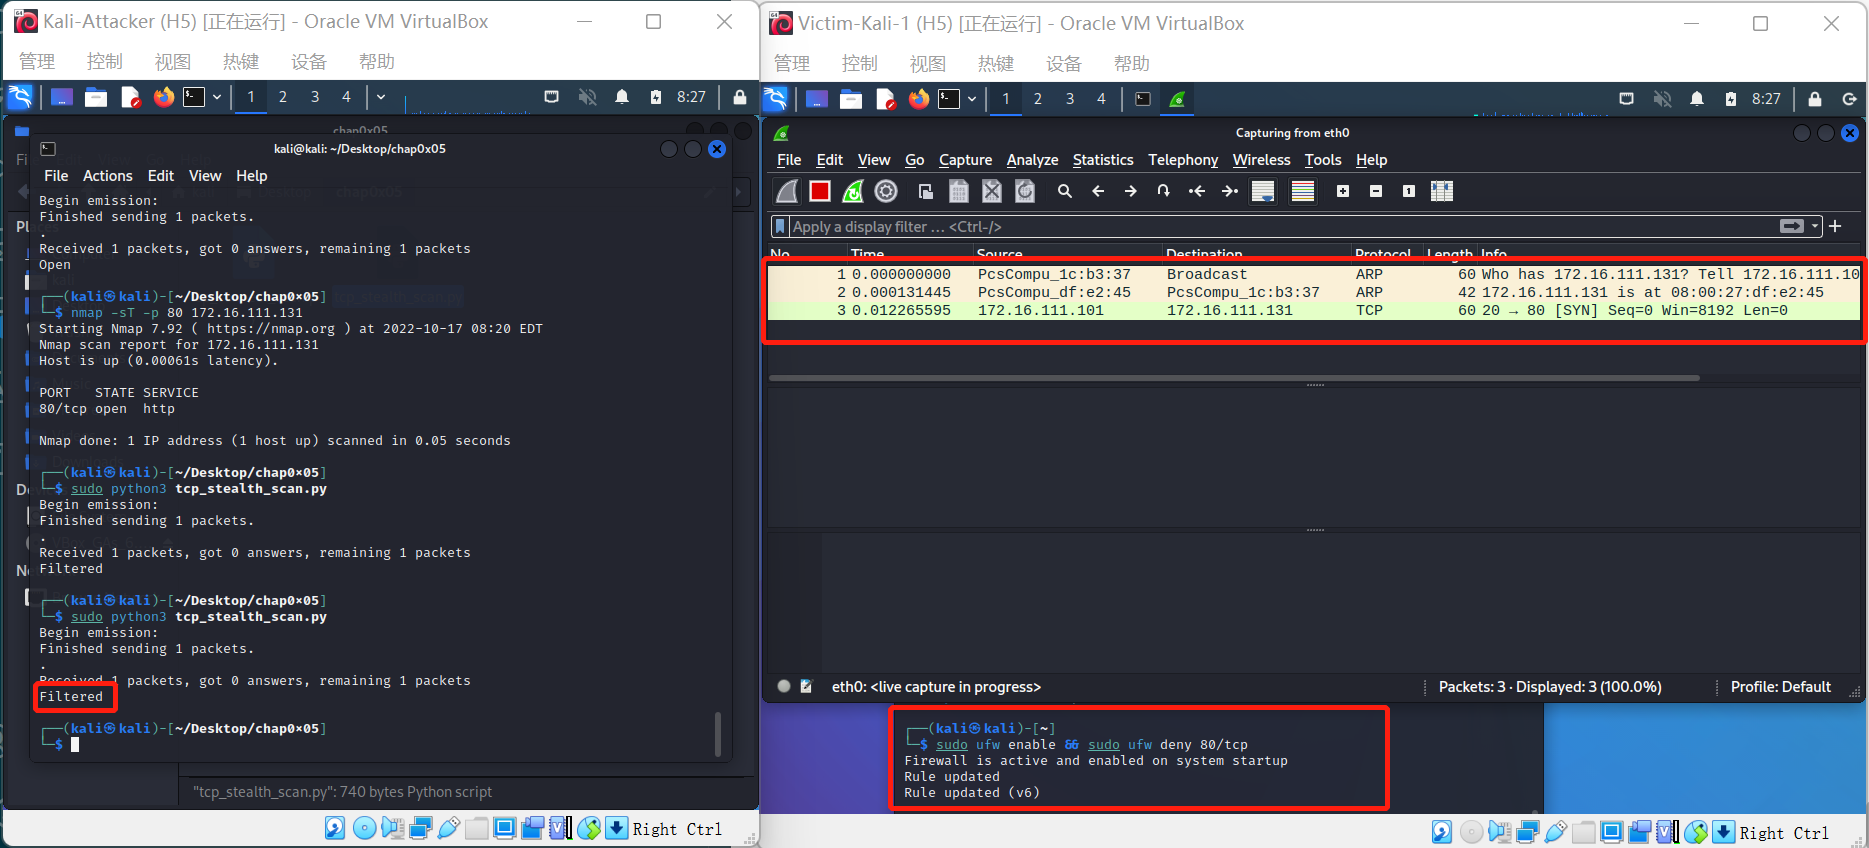 Kali-Attacker (H5) [正在运行] - Oracle VM VirtualBox
管理 控制 视图 热键 设备 帮助
1 2 3 4 8:27
chap0x05
kali@kali: ~/Desktop/chap0x05
File Actions Edit View Help
Begin emission:
Finished sending 1 packets.
.
Received 1 packets, got 0 answers, remaining 1 packets
Open
┌──(kali㉿kali)-[~/Desktop/chap0×05]
└─$ nmap -sT -p 80 172.16.111.131
Starting Nmap 7.92 ( https://nmap.org ) at 2022-10-17 08:20 EDT
Nmap scan report for 172.16.111.131
Host is up (0.00061s latency).
PORT STATE SERVICE
80/tcp open http
Nmap done: 1 IP address (1 host up) scanned in 0.05 seconds
┌──(kali㉿kali)-[~/Desktop/chap0×05]
└─$ sudo python3 tcp_stealth_scan.py
Begin emission:
Finished sending 1 packets.
.
Received 1 packets, got 0 answers, remaining 1 packets
Filtered
┌──(kali㉿kali)-[~/Desktop/chap0×05]
└─$ sudo python3 tcp_stealth_scan.py
Begin emission:
Finished sending 1 packets.
.
Received 1 packets, got 0 answers, remaining 1 packets
Filtered
┌──(kali㉿kali)-[~/Desktop/chap0×05]
└─$
"tcp_stealth_scan.py": 740 bytes Python script
Right Ctrl
Victim-Kali-1 (H5) [正在运行] - Oracle VM VirtualBox
管理 控制 视图 热键 设备 帮助
1 2 3 4 8:27
Capturing from eth0
File Edit View Go Capture Analyze Statistics Telephony Wireless Tools Help
Apply a display filter ... <Ctrl-/>
No. Time Source Destination Protocol Length Info
1 0.000000000 PcsCompu_1c:b3:37 Broadcast ARP 60 Who has 172.16.111.131? Tell 172.16.111.10
2 0.000131445 PcsCompu_df:e2:45 PcsCompu_1c:b3:37 ARP 42 172.16.111.131 is at 08:00:27:df:e2:45
3 0.012265595 172.16.111.101 172.16.111.131 TCP 60 20 → 80 [SYN] Seq=0 Win=8192 Len=0
eth0: <live capture in progress>
Packets: 3 · Displayed: 3 (100.0%)
Profile: Default
┌──(kali㉿kali)-[~]
└─$ sudo ufw enable && sudo ufw deny 80/tcp
Firewall is active and enabled on system startup
Rule updated
Rule updated (v6)
Right Ctrl